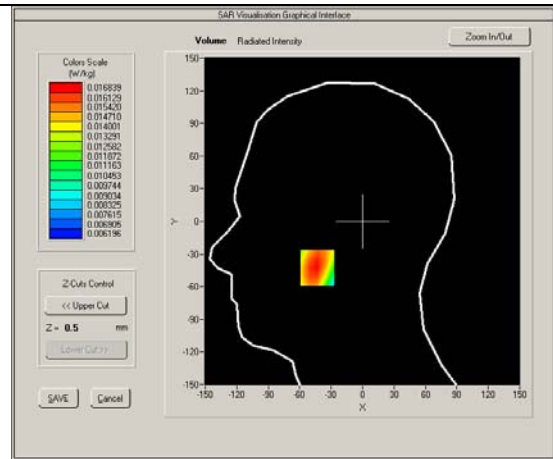 SAR Visualisation Graphical Interface
Volume Radiated Intensity
Zoom In/Out
Colors Scale
(W/kg)
0.016839
0.016129
0.015420
0.014710
0.014001
0.013291
0.012582
0.011872
0.011163
0.010453
0.009744
0.009034
0.008325
0.007615
0.006905
0.006196
Z-Cuts Control
<< Upper Cut
Z = 0.5 mm
Lower Cut >>
SAVE Cancel
150-
120-
90-
60-
30-
0-
-30-
-60-
-90-
-120-
-150-
Y
-150 -120 -90 -60 -30 0 30 60 90 120 150
X